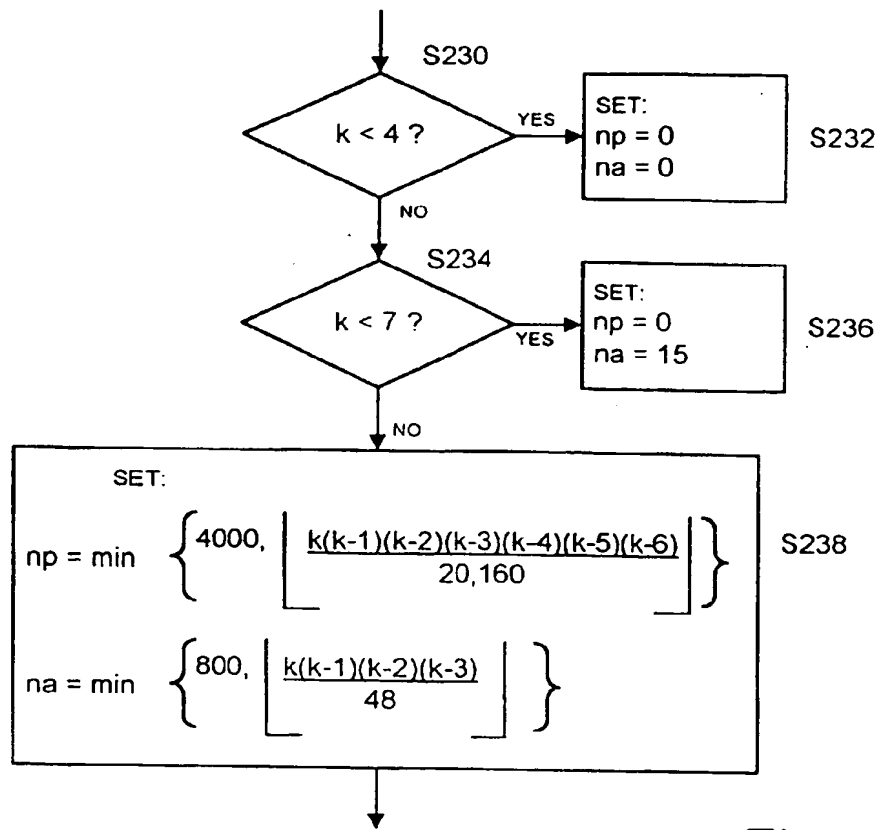 S230
k < 4 ?
YES
SET:
np = 0
na = 0
S232
NO
S234
k < 7 ?
YES
SET:
np = 0
na = 15
S236
NO
SET:
np = min { 4000, ⌊ k(k-1)(k-2)(k-3)(k-4)(k-5)(k-6) / 20,160 ⌋ }
S238
na = min { 800, ⌊ k(k-1)(k-2)(k-3) / 48 ⌋ }